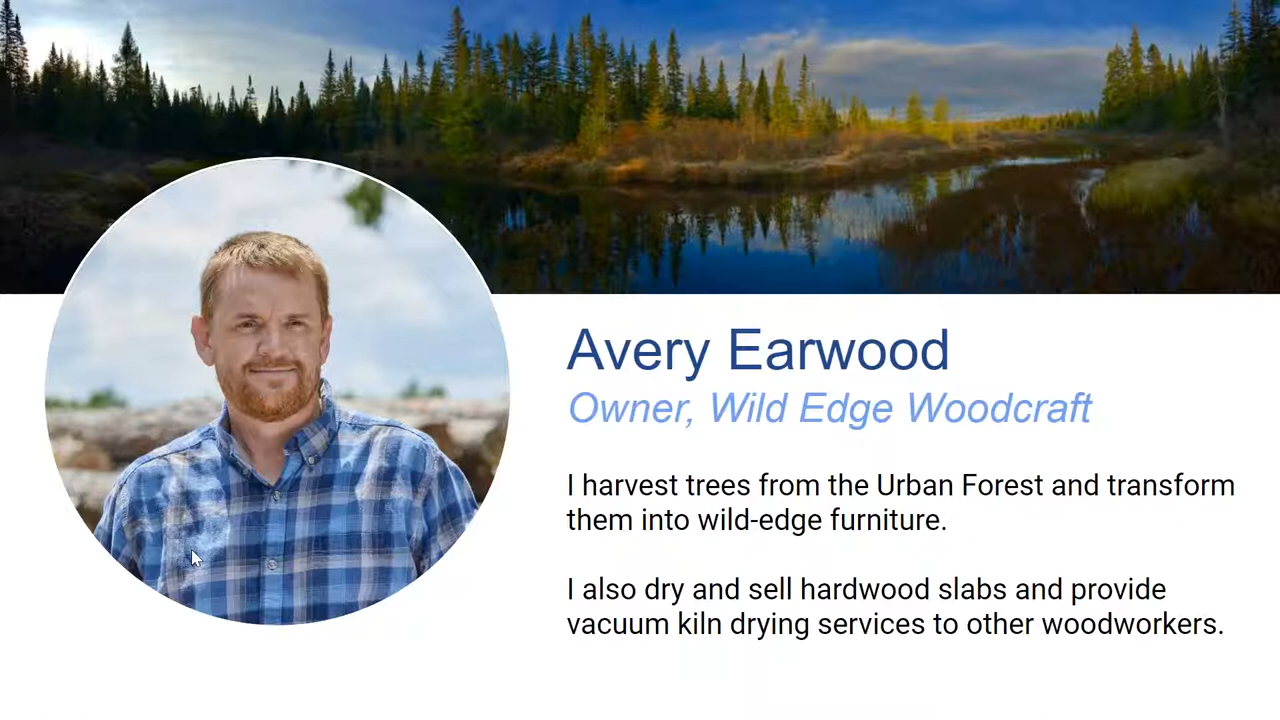 Avery Earwood
Owner, Wild Edge Woodcraft
I harvest trees from the Urban Forest and transform
them into wild-edge furniture.
I also dry and sell hardwood slabs and provide
vacuum kiln drying services to other woodworkers.